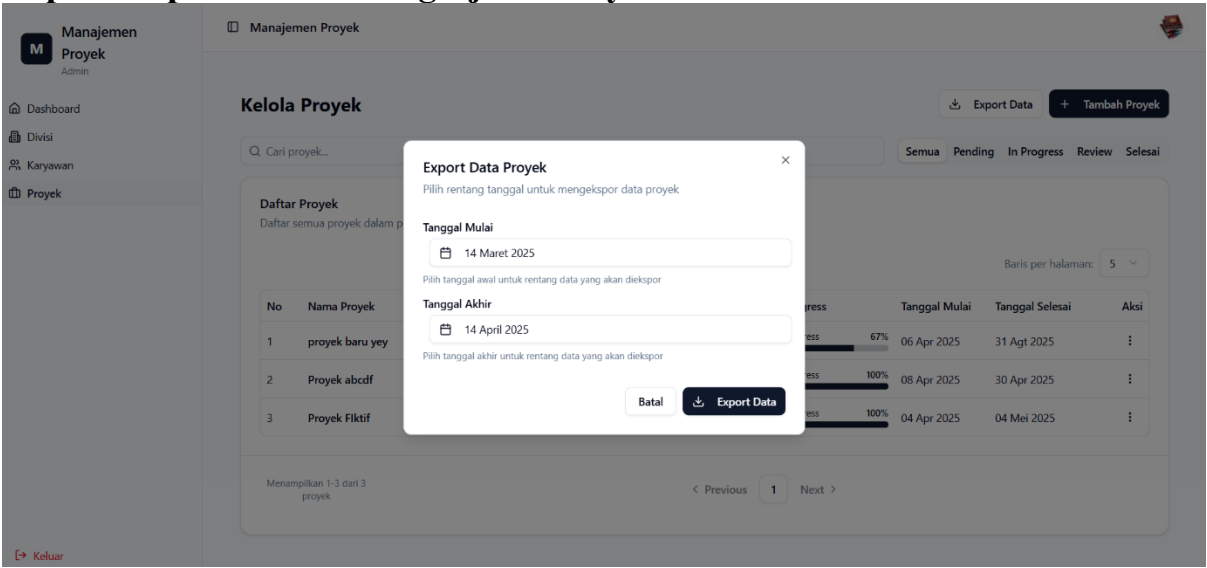 Manajemen
Proyek
M
Admin
Manajemen Proyek
Dashboard
Divisi
Karyawan
Proyek
Keluar
Kelola Proyek
Export Data
+ Tambah Proyek
Cari proyek...
Semua Pending In Progress Review Selesai
Daftar Proyek
Daftar semua proyek dalam p
Baris per halaman: 5
No Nama Proyek gress Tanggal Mulai Tanggal Selesai Aksi
1 proyek baru yey ess 67% 06 Apr 2025 31 Agt 2025
2 Proyek abcdf ess 100% 08 Apr 2025 30 Apr 2025
3 Proyek FIktif ess 100% 04 Apr 2025 04 Mei 2025
Menampilkan 1-3 dari 3
proyek
< Previous 1 Next >
Export Data Proyek
Pilih rentang tanggal untuk mengekspor data proyek
Tanggal Mulai
14 Maret 2025
Pilih tanggal awal untuk rentang data yang akan diekspor
Tanggal Akhir
14 April 2025
Pilih tanggal akhir untuk rentang data yang akan diekspor
Batal
Export Data